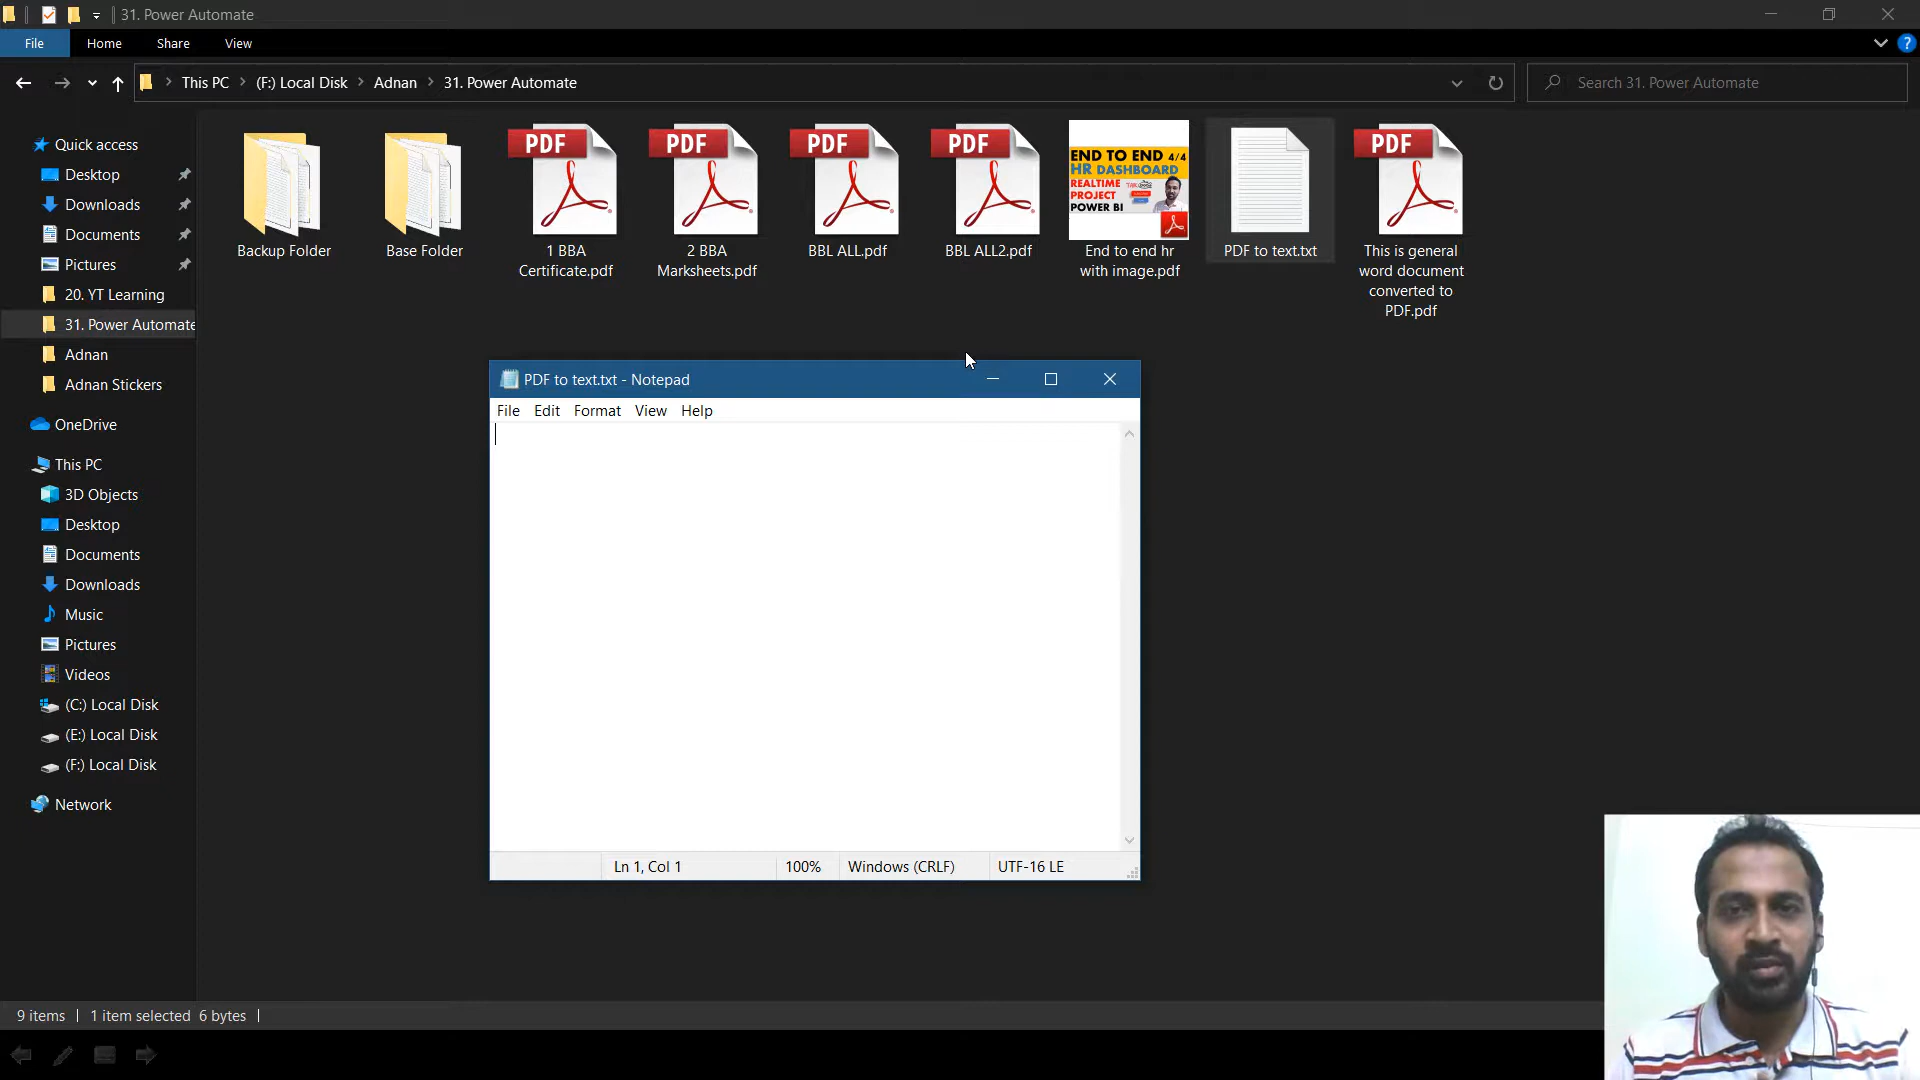 31. Power Automate
File Home Share View
This PC (F:) Local Disk Adnan 31. Power Automate
Search 31. Power Automate
Quick access
Desktop
Downloads
Documents
Pictures
20. YT Learning
31. Power Automate
Adnan
Adnan Stickers
OneDrive
This PC
3D Objects
Desktop
Documents
Downloads
Music
Pictures
Videos
(C:) Local Disk
(E:) Local Disk
(F:) Local Disk
Network
Backup Folder
Base Folder
PDF
1 BBA
Certificate.pdf
PDF
2 BBA
Marksheets.pdf
PDF
BBL ALL.pdf
PDF
BBL ALL2.pdf
END TO END 4/4
HR DASHBOARD
REALTIME
PROJECT
POWER BI
End to end hr
with image.pdf
PDF to text.txt
PDF
This is general
word document
converted to
PDF.pdf
PDF to text.txt - Notepad
File Edit Format View Help
Ln 1, Col 1 100% Windows (CRLF) UTF-16 LE
9 items 1 item selected 6 bytes